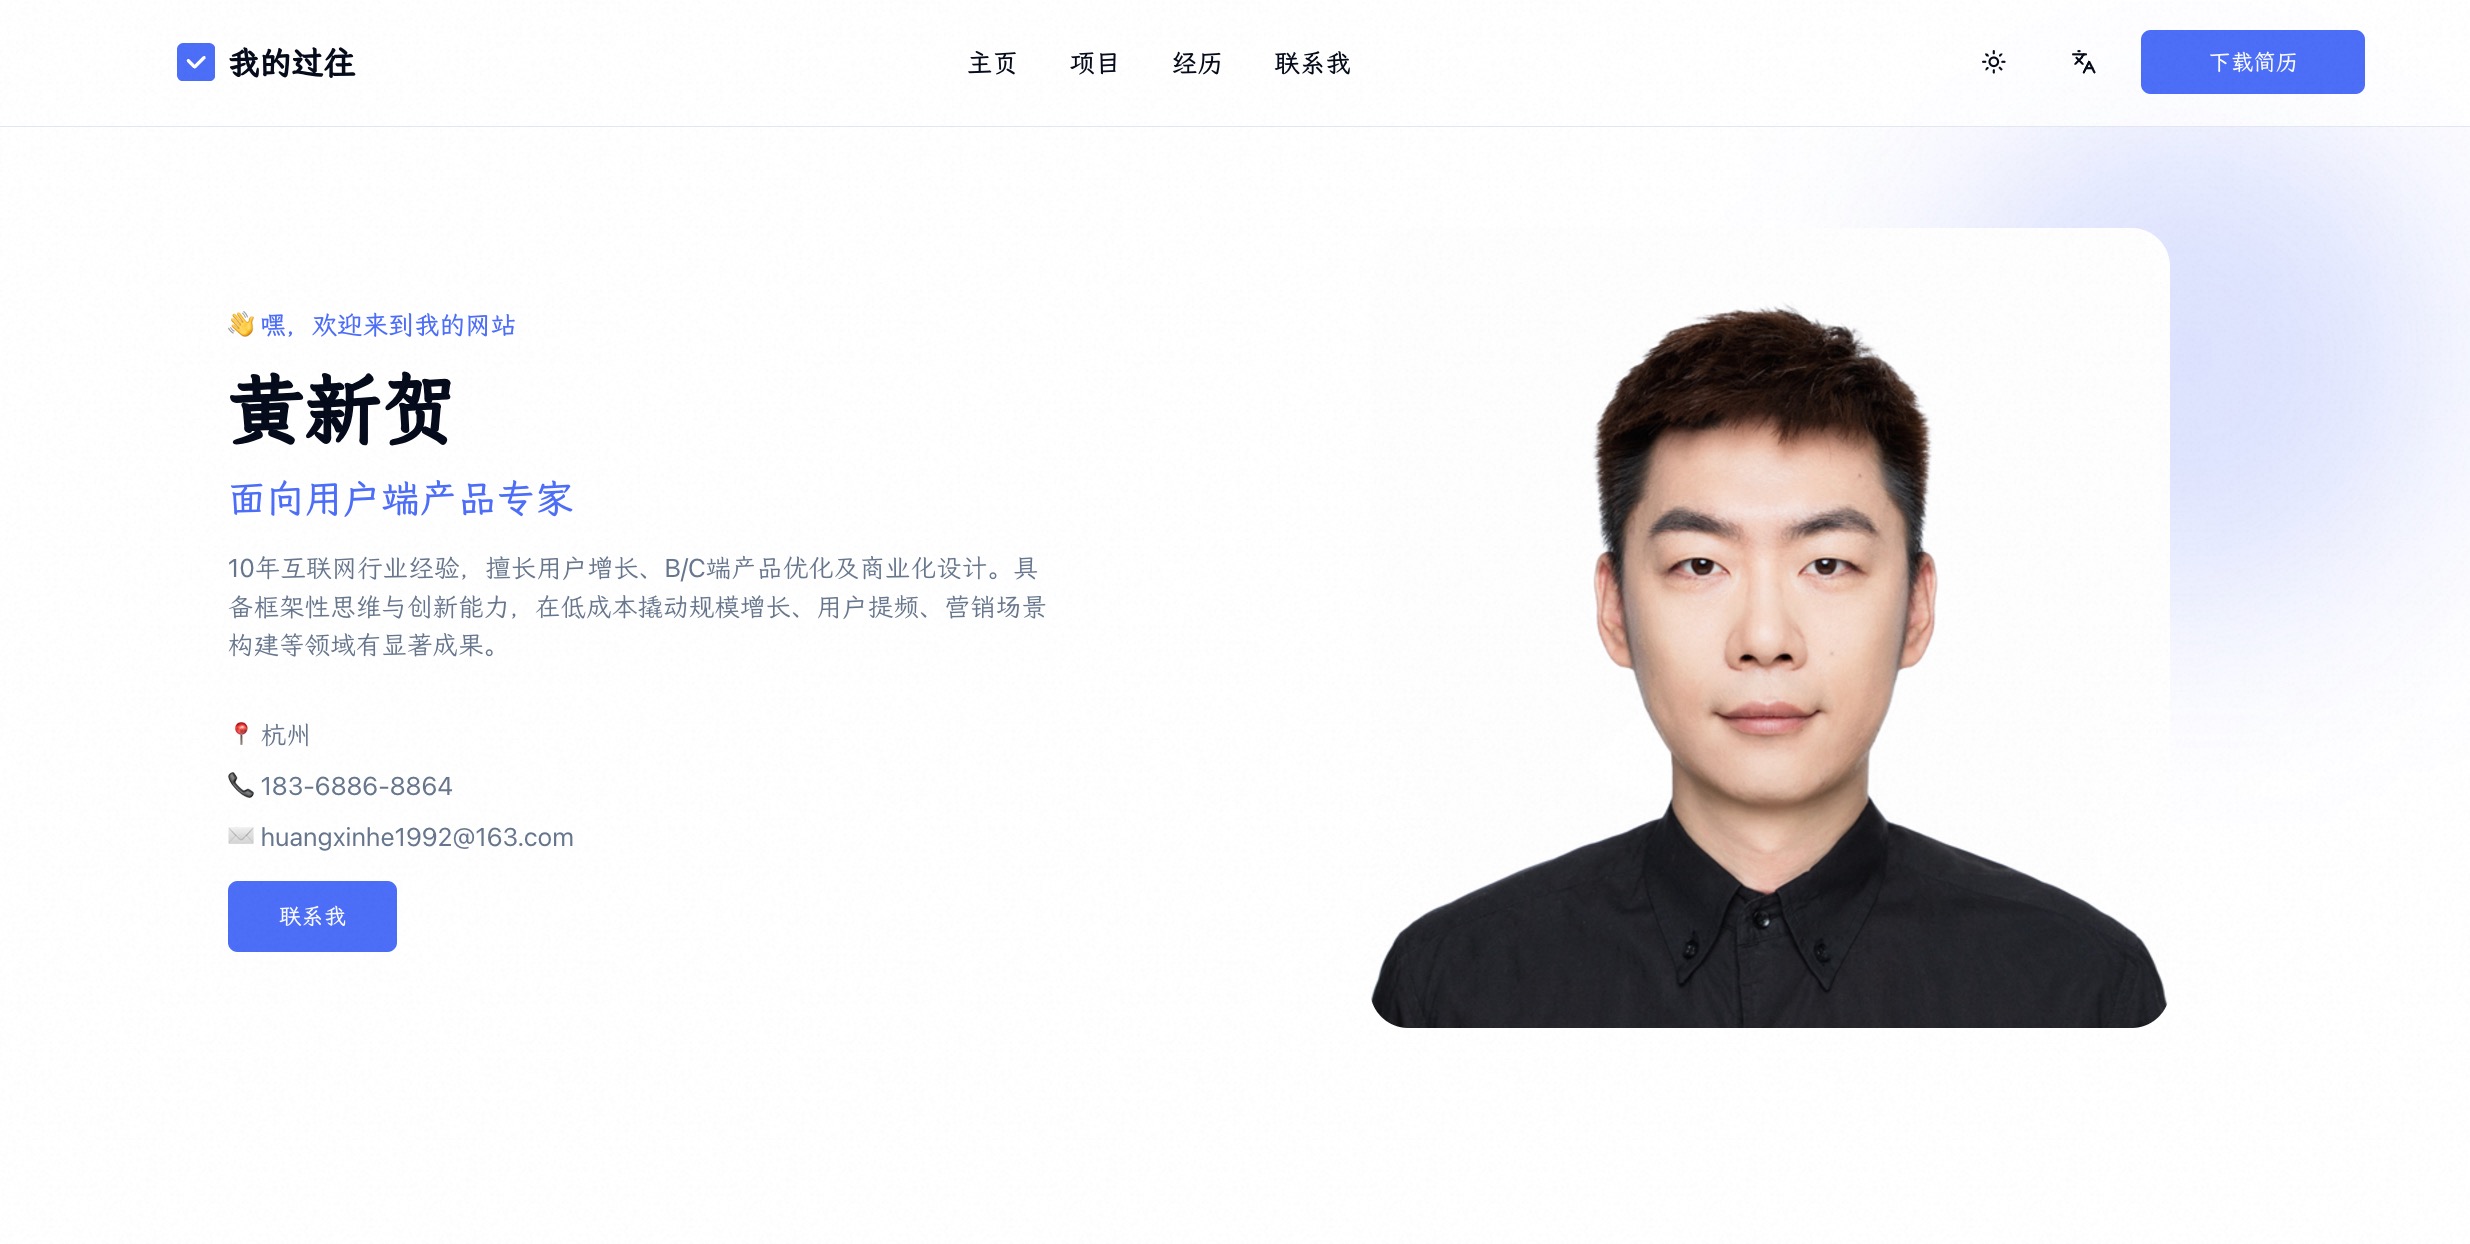 我的过往
主页 项目 经历 联系我
下载简历
👋 嘿，欢迎来到我的网站
黄新贺
面向用户端产品专家
10年互联网行业经验，擅长用户增长、B/C端产品优化及商业化设计。具
备框架性思维与创新能力，在低成本撬动规模增长、用户提频、营销场景
构建等领域有显著成果。
📍 杭州
📞 183-6886-8864
✉️ huangxinhe1992@163.com
联系我